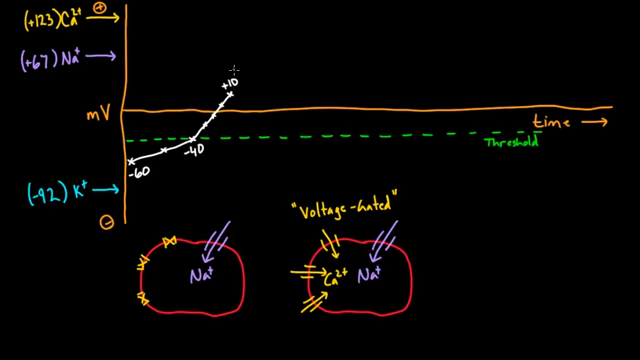 (+123) Ca²⁺
+
(+67) Na⁺
+10
mV
time
-40
Threshold
-60
(-92) K⁺
-
"Voltage-Gated"
Na⁺
Ca²⁺
Na⁺